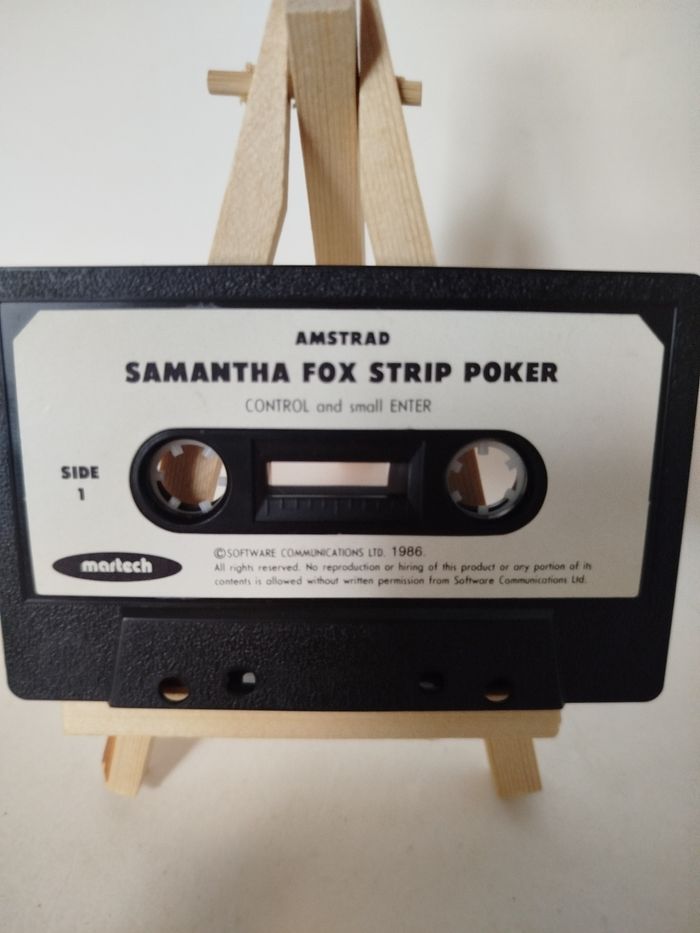 AMSTRAD
SAMANTHA FOX STRIP POKER
CONTROL and small ENTER
SIDE
1
martech
©SOFTWARE COMMUNICATIONS LTD. 1986.
All rights reserved. No reproduction or hiring of this product or any portion of its
contents is allowed without written permission from Software Communications Ltd.